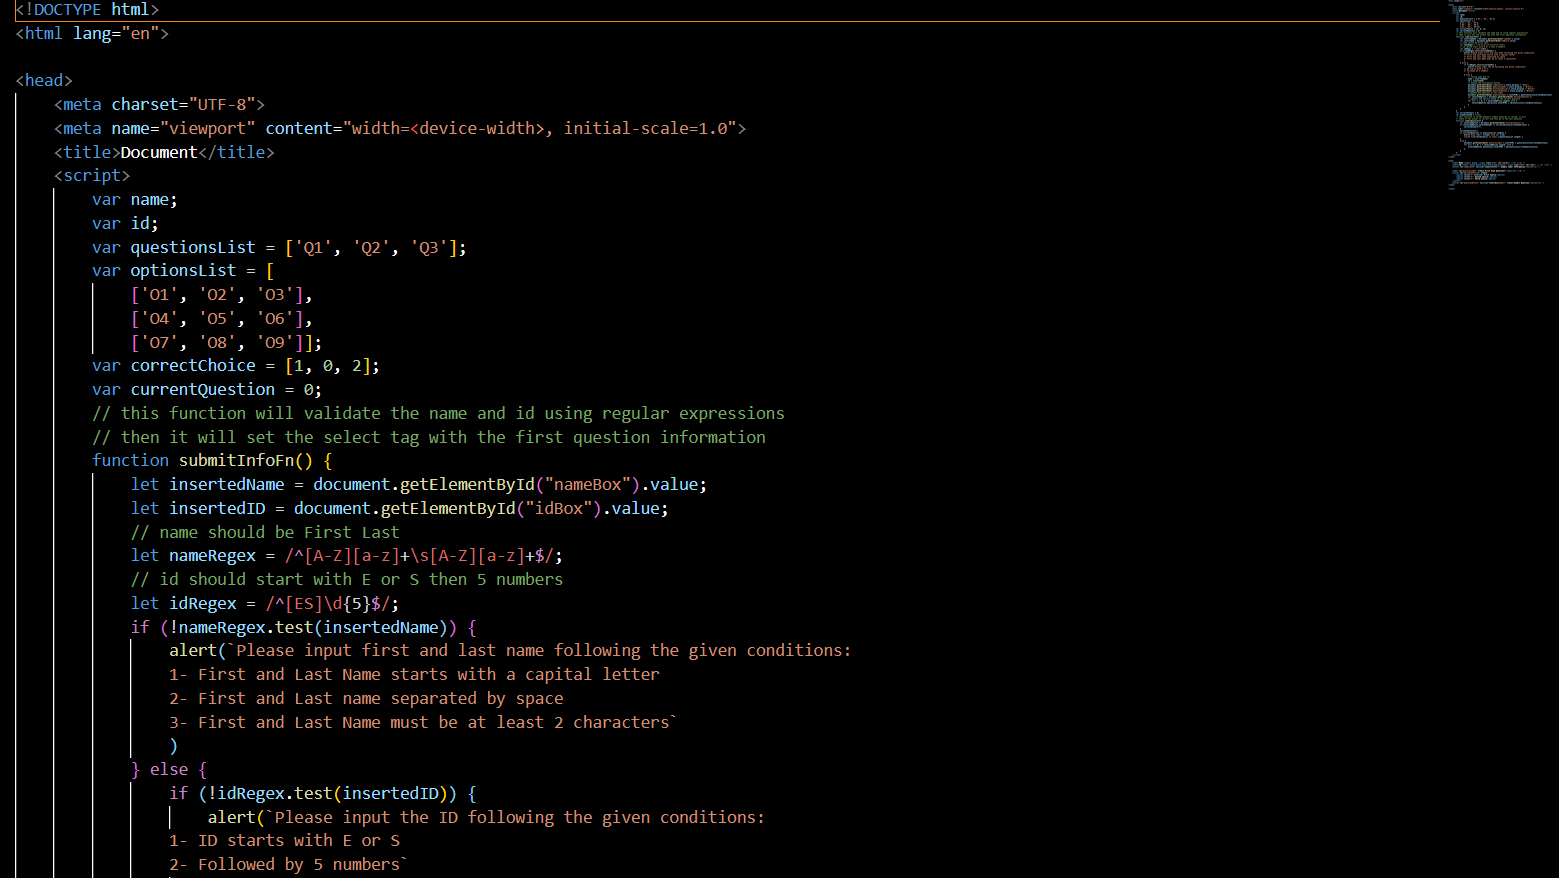 <!DOCTYPE html>
<html lang="en">
<head>
<meta charset="UTF-8">
<meta name="viewport" content="width=<device-width>, initial-scale=1.0">
<title>Document</title>
<script>
var name;
var id;
var questionsList = ['Q1', 'Q2', 'Q3'];
var optionsList = [
['O1', 'O2', 'O3'],
['O4', 'O5', 'O6'],
['O7', 'O8', 'O9']];
var correctChoice = [1, 0, 2];
var currentQuestion = 0;
// this function will validate the name and id using regular expressions
// then it will set the select tag with the first question information
function submitInfoFn() {
let insertedName = document.getElementById("nameBox").value;
let insertedID = document.getElementById("idBox").value;
// name should be First Last
let nameRegex = /^[A-Z][a-z]+\s[A-Z][a-z]+$/;
// id should start with E or S then 5 numbers
let idRegex = /^[ES]\d{5}$/;
if (!nameRegex.test(insertedName)) {
alert(`Please input first and last name following the given conditions:
1- First and Last Name starts with a capital letter
2- First and Last name separated by space
3- First and Last Name must be at least 2 characters`
)
} else {
if (!idRegex.test(insertedID)) {
alert(`Please input the ID following the given conditions:
1- ID starts with E or S
2- Followed by 5 numbers`